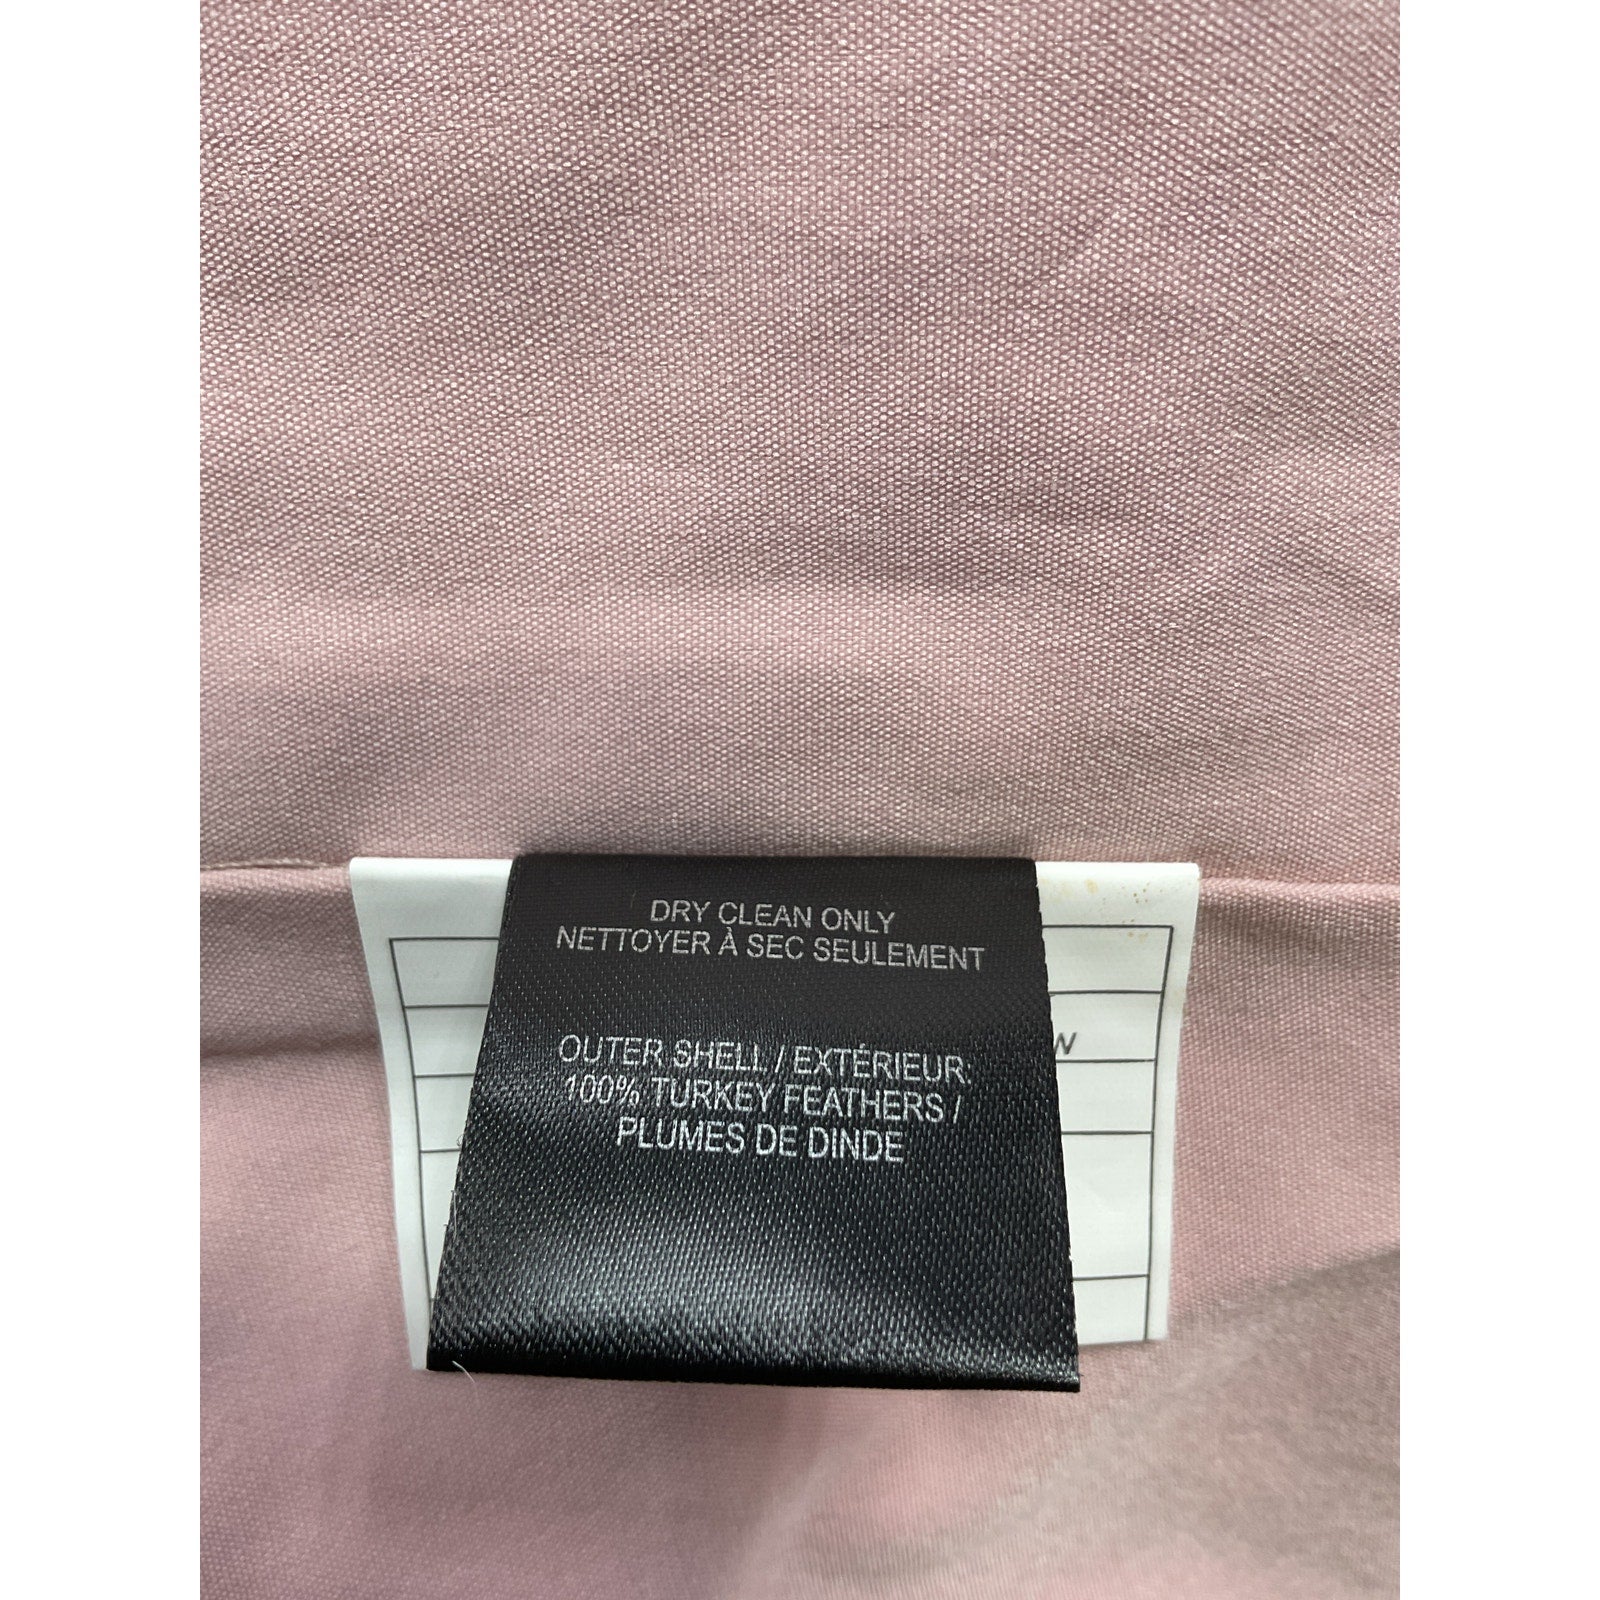 DRY CLEAN ONLY
NETTOYER À SEC SEULEMENT
OUTER SHELL / EXTÉRIEUR:
100% TURKEY FEATHERS /
PLUMES DE DINDE